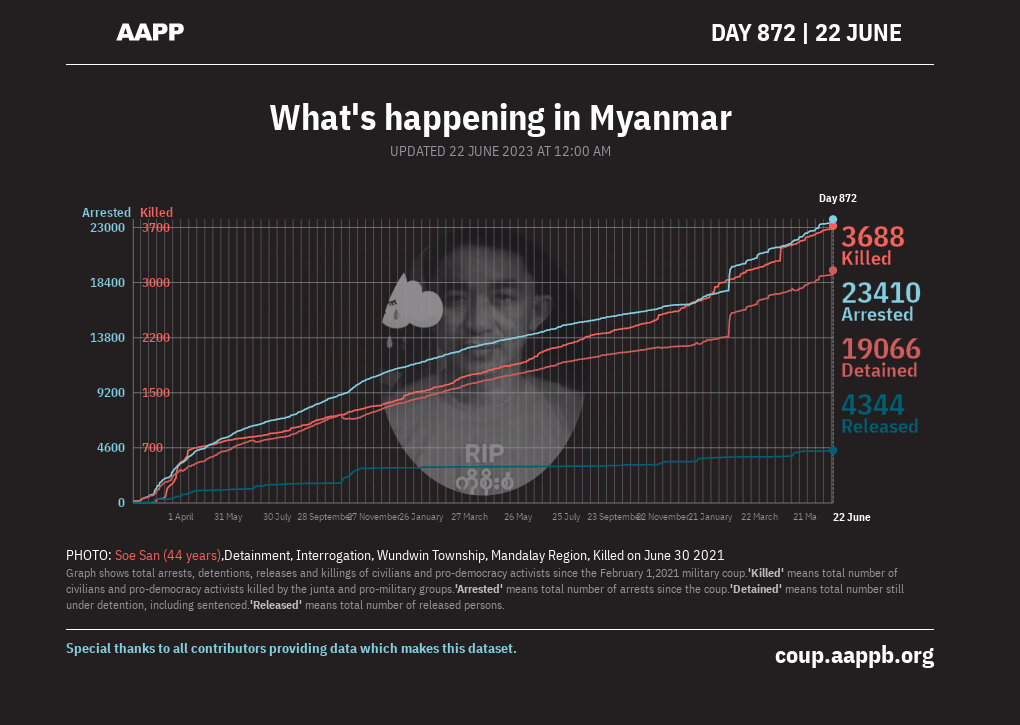 AAPP
DAY 872 | 22 JUNE
What's happening in Myanmar
UPDATED 22 JUNE 2023 AT 12:00 AM
Day 872
Arrested Killed
23000 3700
18400 3000
13800 2200
9200 1500
4600 700
0
3688
Killed
23410
Arrested
19066
Detained
4344
Released
RIP
1 April 31 May 30 July 28 September 27 November 26 January 27 March 26 May 25 July 23 September 22 November 21 January 22 March 21 Ma 22 June
PHOTO: Soe San (44 years),Detainment, Interrogation, Wundwin Township, Mandalay Region, Killed on June 30 2021
Graph shows total arrests, detentions, releases and killings of civilians and pro-democracy activists since the February 1,2021 military coup.'Killed' means total number of
civilians and pro-democracy activists killed by the junta and pro-military groups.'Arrested' means total number of arrests since the coup.'Detained' means total number still
under detention, including sentenced.'Released' means total number of released persons.
Special thanks to all contributors providing data which makes this dataset.
coup.aappb.org